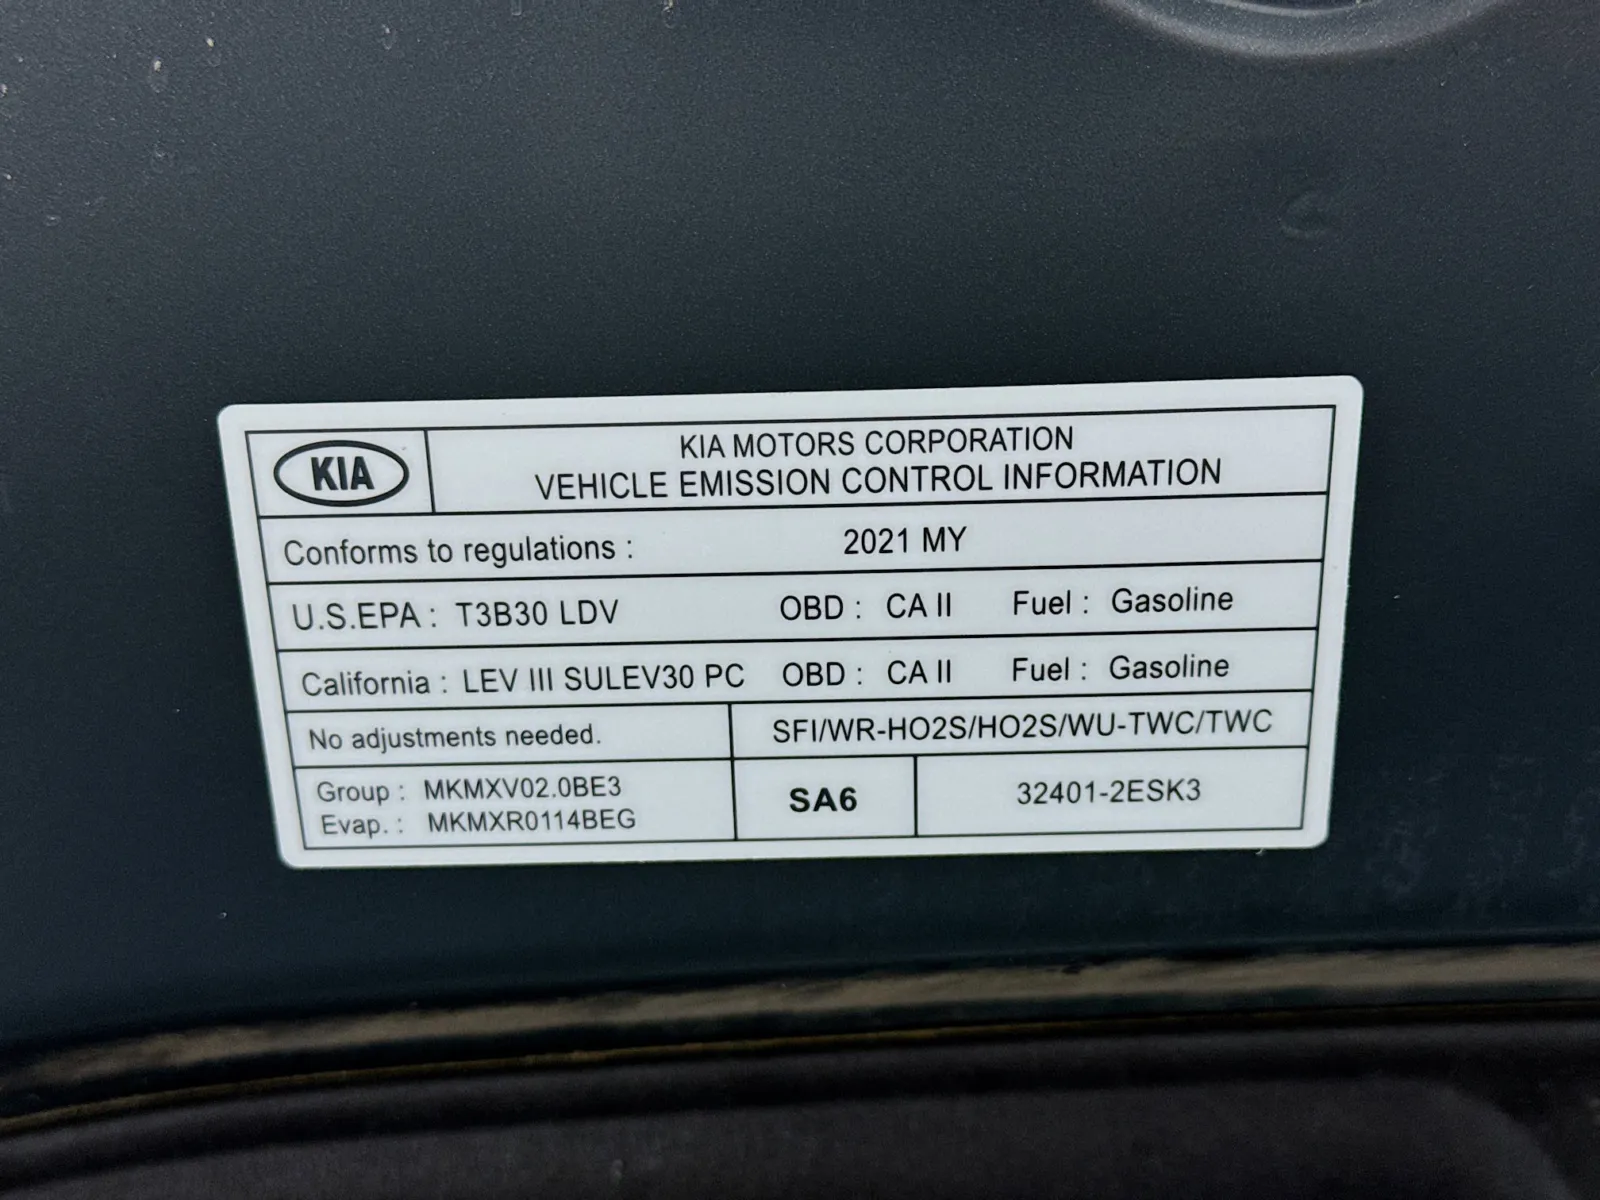 KIA
KIA MOTORS CORPORATION
VEHICLE EMISSION CONTROL INFORMATION
Conforms to regulations : 2021 MY
U.S.EPA : T3B30 LDV OBD : CA II Fuel : Gasoline
California : LEV III SULEV30 PC OBD : CA II Fuel : Gasoline
No adjustments needed. SFI/WR-HO2S/HO2S/WU-TWC/TWC
Group : MKMXV02.0BE3
Evap. : MKMXR0114BEG
SA6
32401-2ESK3